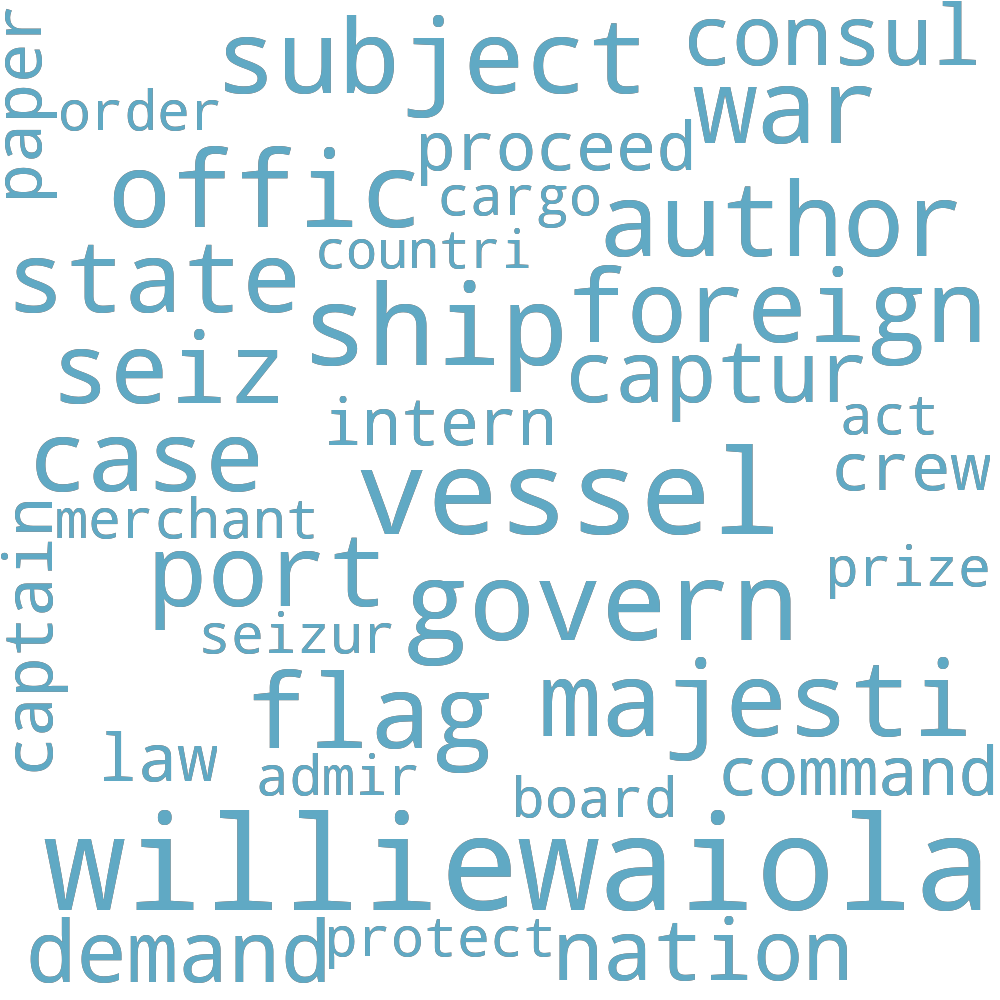 paper
subject
consul
order
war
proceed
offic
cargo
author
countri
state
foreign
ship
seiz
captur
intern
act
case
crew
vessel
captain
merchant
port
prize
govern
seizur
flag
majesti
law
admir
command
board
williewaiola
demand
protect
nation